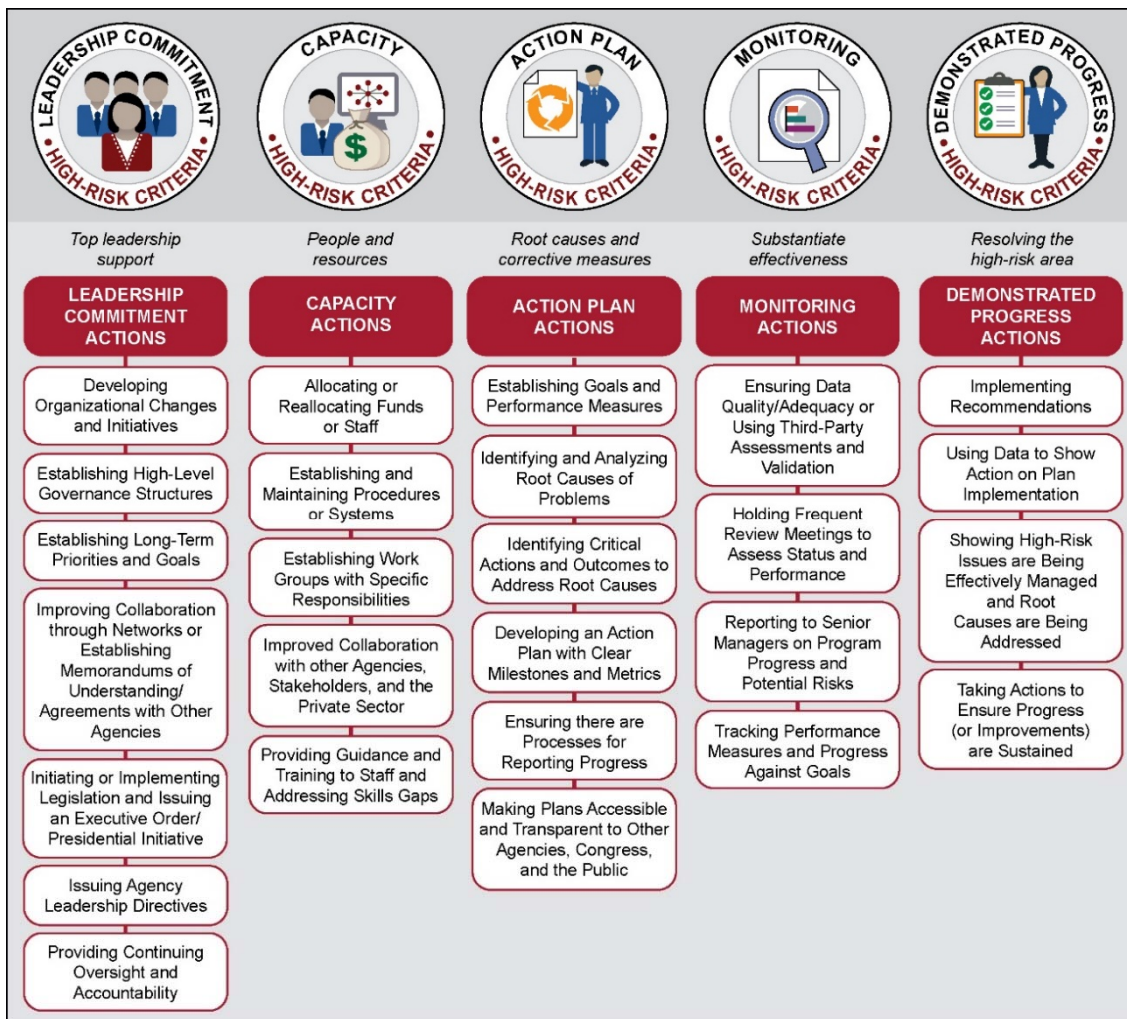 LEADERSHIP COMMITMENT
• HIGH-RISK CRITERIA •
CAPACITY
• HIGH-RISK CRITERIA •
$
ACTION PLAN
• HIGH-RISK CRITERIA •
MONITORING
• HIGH-RISK CRITERIA •
DEMONSTRATED PROGRESS
• HIGH-RISK CRITERIA •
Top leadership
support
People and
resources
Root causes and
corrective measures
Substantiate
effectiveness
Resolving the
high-risk area
LEADERSHIP
COMMITMENT
ACTIONS
Developing
Organizational Changes
and Initiatives
Establishing High-Level
Governance Structures
Establishing Long-Term
Priorities and Goals
Improving Collaboration
through Networks or
Establishing
Memorandums of
Understanding/
Agreements with Other
Agencies
Initiating or Implementing
Legislation and Issuing
an Executive Order/
Presidential Initiative
Issuing Agency
Leadership Directives
Providing Continuing
Oversight and
Accountability
CAPACITY
ACTIONS
Allocating or
Reallocating Funds
or Staff
Establishing and
Maintaining Procedures
or Systems
Establishing Work
Groups with Specific
Responsibilities
Improved Collaboration
with other Agencies,
Stakeholders, and the
Private Sector
Providing Guidance and
Training to Staff and
Addressing Skills Gaps
ACTION PLAN
ACTIONS
Establishing Goals and
Performance Measures
Identifying and Analyzing
Root Causes of
Problems
Identifying Critical
Actions and Outcomes to
Address Root Causes
Developing an Action
Plan with Clear
Milestones and Metrics
Ensuring there are
Processes for
Reporting Progress
Making Plans Accessible
and Transparent to Other
Agencies, Congress,
and the Public
MONITORING
ACTIONS
Ensuring Data
Quality/Adequacy or
Using Third-Party
Assessments and
Validation
Holding Frequent
Review Meetings to
Assess Status and
Performance
Reporting to Senior
Managers on Program
Progress and
Potential Risks
Tracking Performance
Measures and Progress
Against Goals
DEMONSTRATED
PROGRESS
ACTIONS
Implementing
Recommendations
Using Data to Show
Action on Plan
Implementation
Showing High-Risk
Issues are Being
Effectively Managed
and Root
Causes are Being
Addressed
Taking Actions to
Ensure Progress
(or Improvements)
are Sustained